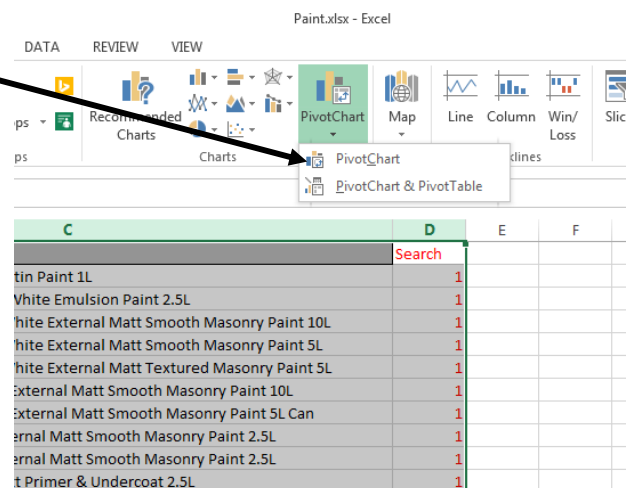 Paint.xlsx - Excel
DATA REVIEW VIEW
ps
Recommended
Charts
PivotChart
Map
Line
Column
Win/
Loss
Slic
ps
Charts
klines
PivotChart
PivotChart & PivotTable
C D E F
Search
tin Paint 1L 1
White Emulsion Paint 2.5L 1
hite External Matt Smooth Masonry Paint 10L 1
hite External Matt Smooth Masonry Paint 5L 1
hite External Matt Textured Masonry Paint 5L 1
External Matt Smooth Masonry Paint 10L 1
External Matt Smooth Masonry Paint 5L Can 1
ernal Matt Smooth Masonry Paint 2.5L 1
ernal Matt Smooth Masonry Paint 2.5L 1
t Primer & Undercoat 2.5L 1